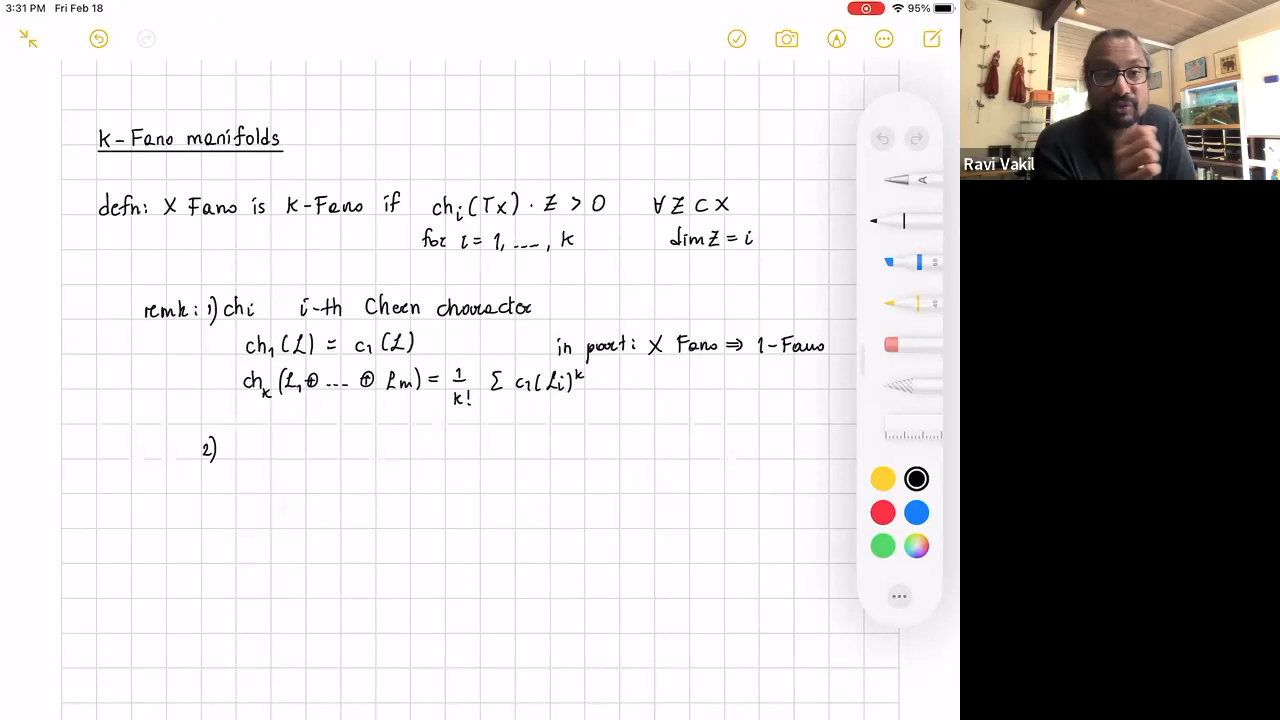 3:31 PM Fri Feb 18
95%
k-Fano manifolds
defn: X Fano is k-Fano if ch_i(T_X) · Z > 0 ∀ Z ⊂ X
for i = 1, ..., k dim Z = i
remk: 1) ch_i i-th Chern character
ch_1(L) = c_1(L) in part: X Fano ⇒ 1-Fano
ch_k(L_1 ⊕ ... ⊕ L_m) = 1/k! Σ c_1(L_i)^k
2)
Ravi Vakil